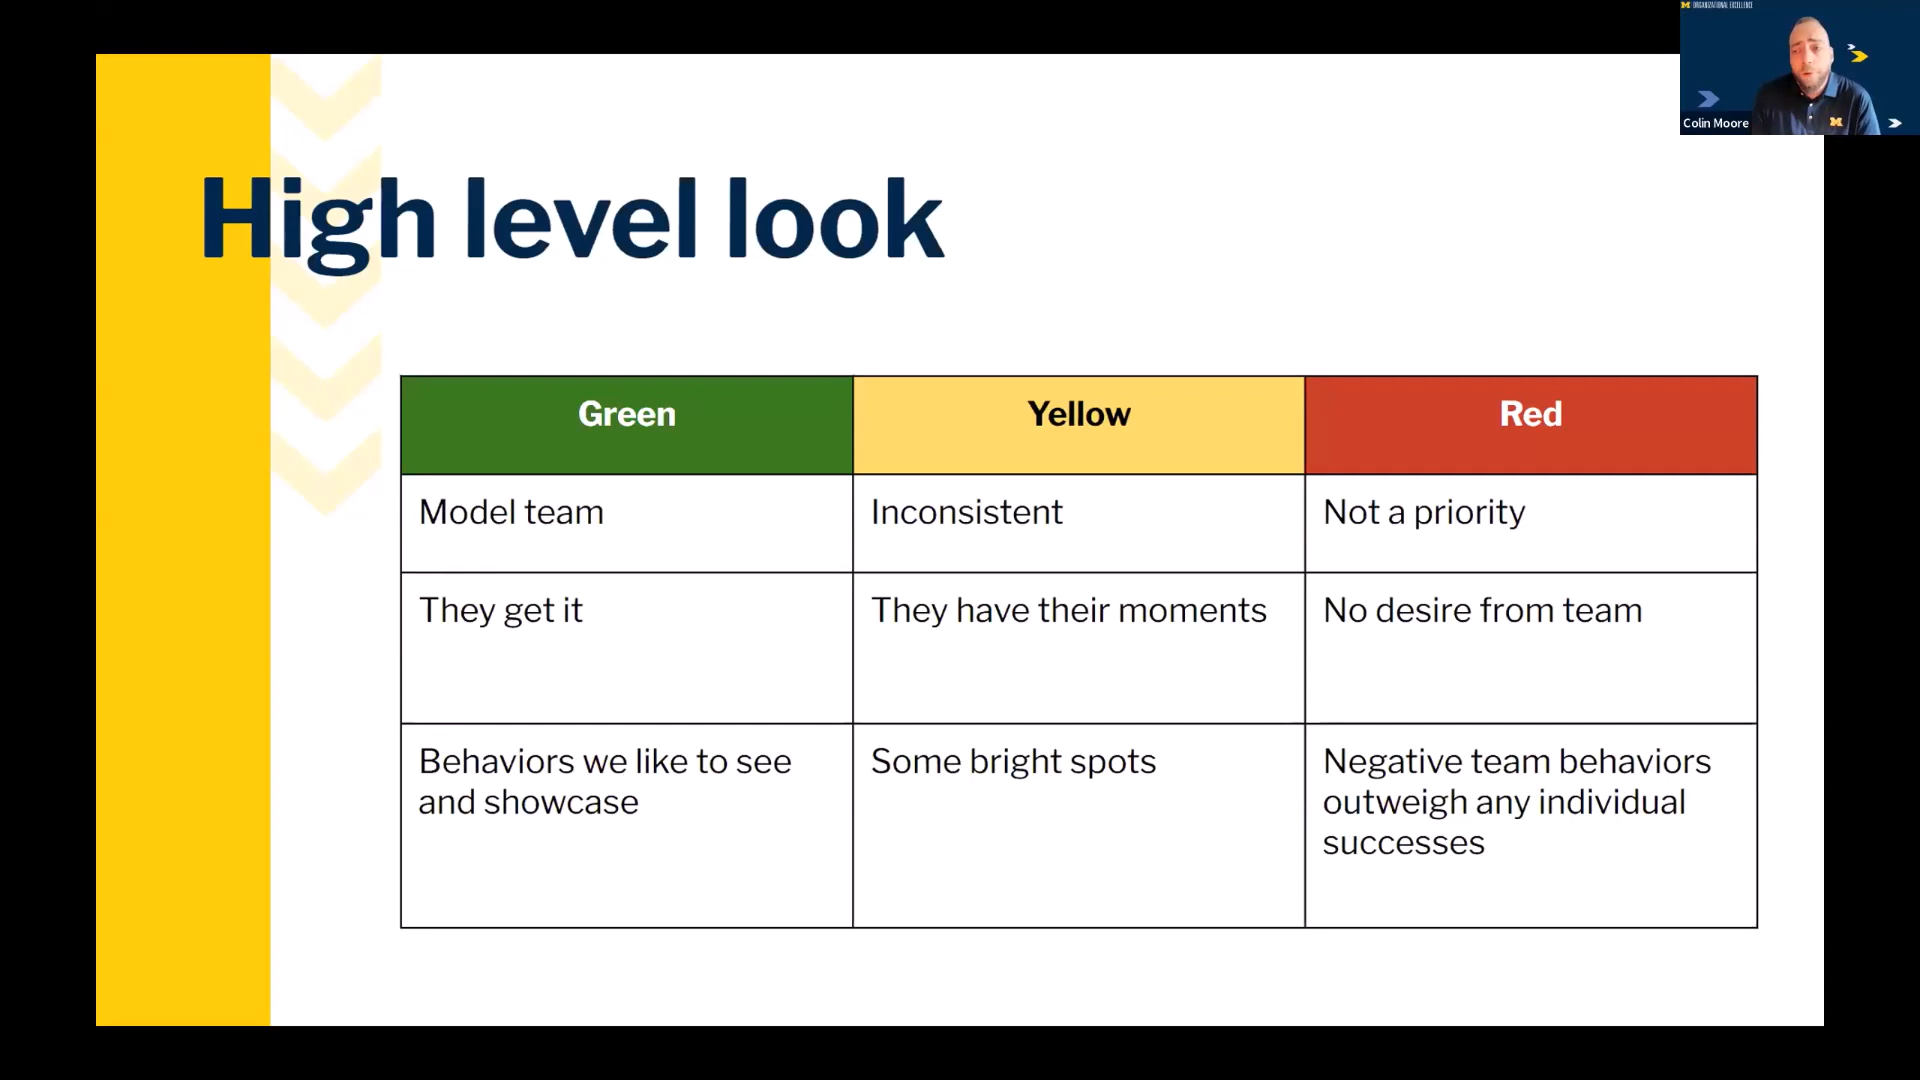 M ORGANIZATIONAL EXCELLENCE
M
Colin Moore
High level look
Green
Yellow
Red
Model team
Inconsistent
Not a priority
They get it
They have their moments
No desire from team
Behaviors we like to see
and showcase
Some bright spots
Negative team behaviors
outweigh any individual
successes